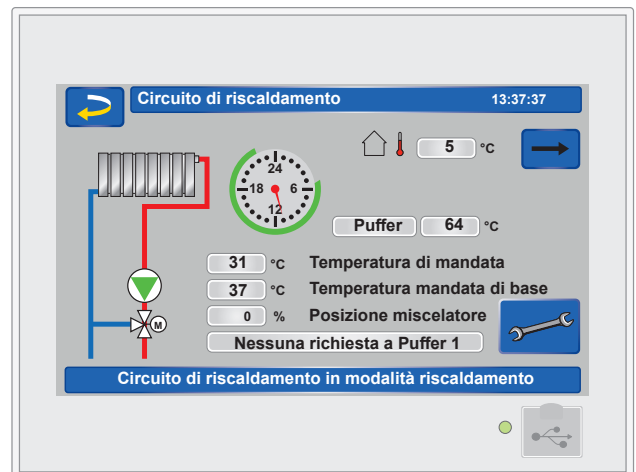 Circuito di riscaldamento 13:37:37
5 °C
24
18 6
12
Puffer 64 °C
31 °C Temperatura di mandata
37 °C Temperatura mandata di base
0 % Posizione miscelatore
M
Nessuna richiesta a Puffer 1
Circuito di riscaldamento in modalità riscaldamento